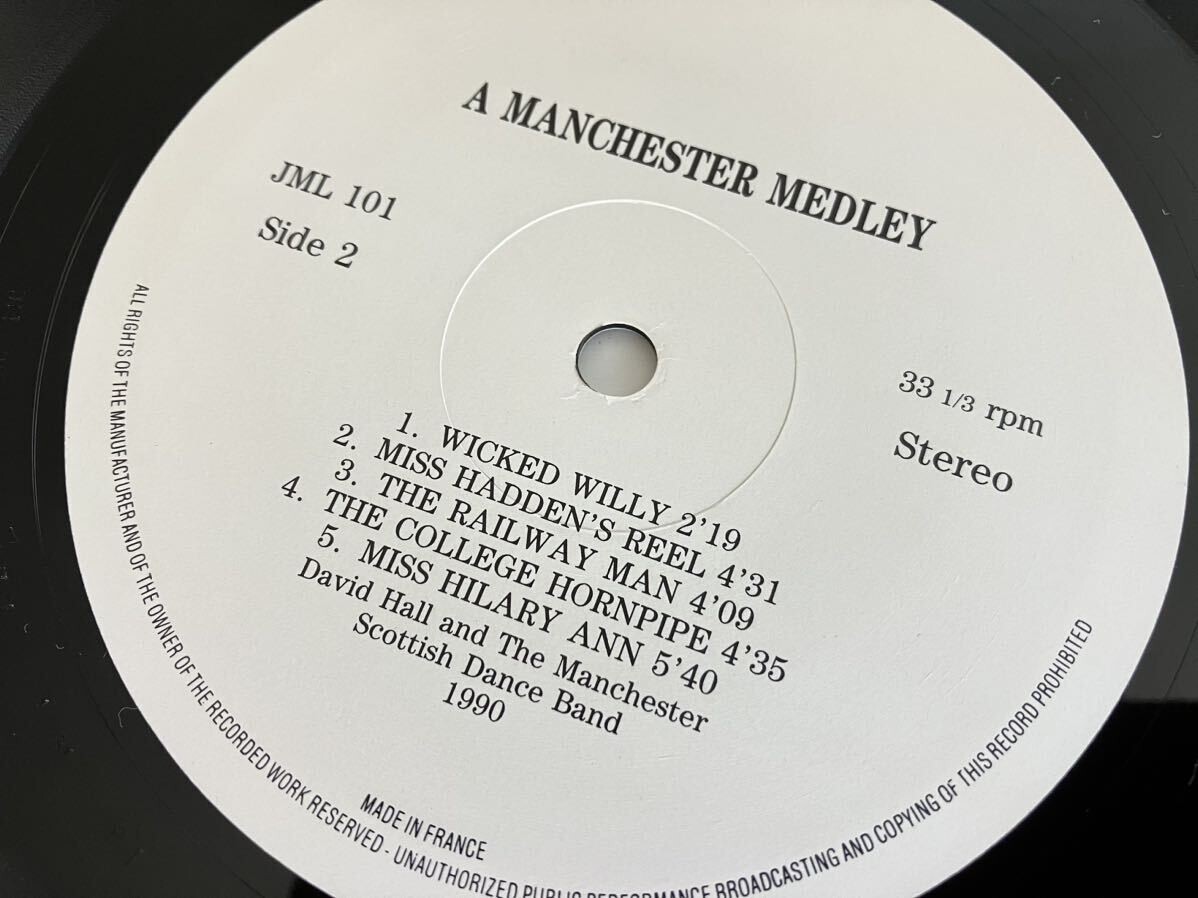 A MANCHESTER MEDLEY
JML 101
Side 2
33 1/3 rpm
Stereo
1. WICKED WILLY 2'19
2. MISS HADDEN'S REEL 4'31
3. THE RAILWAY MAN 4'09
4. THE COLLEGE HORNPIPE 4'35
5. MISS HILARY ANN 5'40
David Hall and The Manchester
Scottish Dance Band
1990
MADE IN FRANCE
ALL RIGHTS OF THE MANUFACTURER AND OF THE OWNER OF THE RECORDED WORK RESERVED - UNAUTHORIZED PUBLIC PERFORMANCE BROADCASTING AND COPYING OF THIS RECORD PROHIBITED